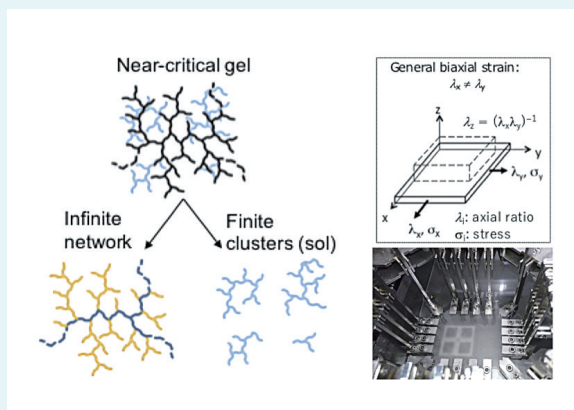 Near-critical gel
Infinite
network
Finite
clusters (sol)
General biaxial strain:
λx ≠ λy
z
λz = (λxλy)⁻¹
y
λy, σy
x
λx, σx
λi: axial ratio
σi: stress